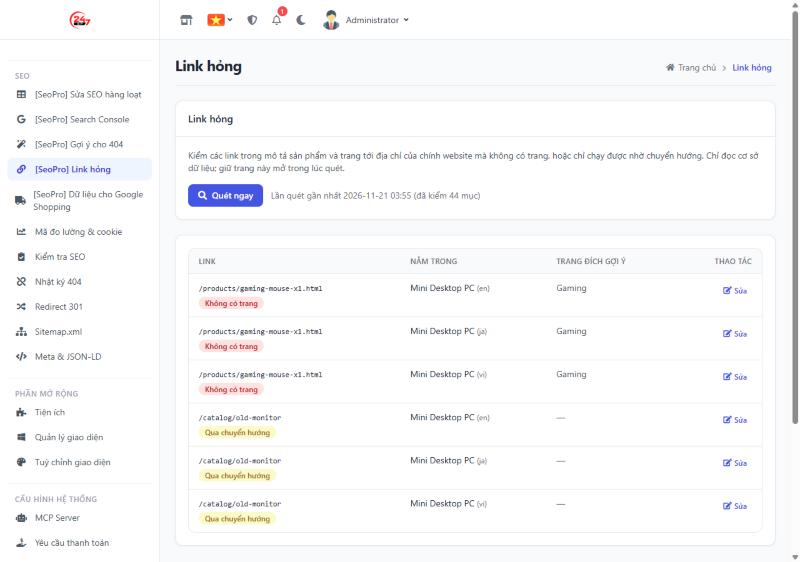 24
1
Administrator
SEO
[SeoPro] Sửa SEO hàng loạt
[SeoPro] Search Console
[SeoPro] Gợi ý cho 404
[SeoPro] Link hỏng
[SeoPro] Dữ liệu cho Google
Shopping
Mã đo lường & cookie
Kiểm tra SEO
Nhật ký 404
Redirect 301
Sitemap.xml
Meta & JSON-LD
PHẦN MỞ RỘNG
Tiện ích
Quản lý giao diện
Tuỳ chỉnh giao diện
CẤU HÌNH HỆ THỐNG
MCP Server
Yêu cầu thanh toán
Link hỏng
Trang chủ > Link hỏng
Link hỏng
Kiểm các link trong mô tả sản phẩm và trang tới địa chỉ của chính website mà không có trang, hoặc chỉ chạy được nhờ chuyển hướng. Chỉ đọc cơ sở
dữ liệu; giữ trang này mở trong lúc quét.
Quét ngay Lần quét gần nhất 2026-11-21 03:55 (đã kiểm 44 mục)
LINK NẰM TRONG TRANG ĐÍCH GỢI Ý THAO TÁC
/products/gaming-mouse-x1.html Mini Desktop PC (en) Gaming Sửa
Không có trang
/products/gaming-mouse-x1.html Mini Desktop PC (ja) Gaming Sửa
Không có trang
/products/gaming-mouse-x1.html Mini Desktop PC (vi) Gaming Sửa
Không có trang
/catalog/old-monitor Mini Desktop PC (en) — Sửa
Qua chuyển hướng
/catalog/old-monitor Mini Desktop PC (ja) — Sửa
Qua chuyển hướng
/catalog/old-monitor Mini Desktop PC (vi) — Sửa
Qua chuyển hướng